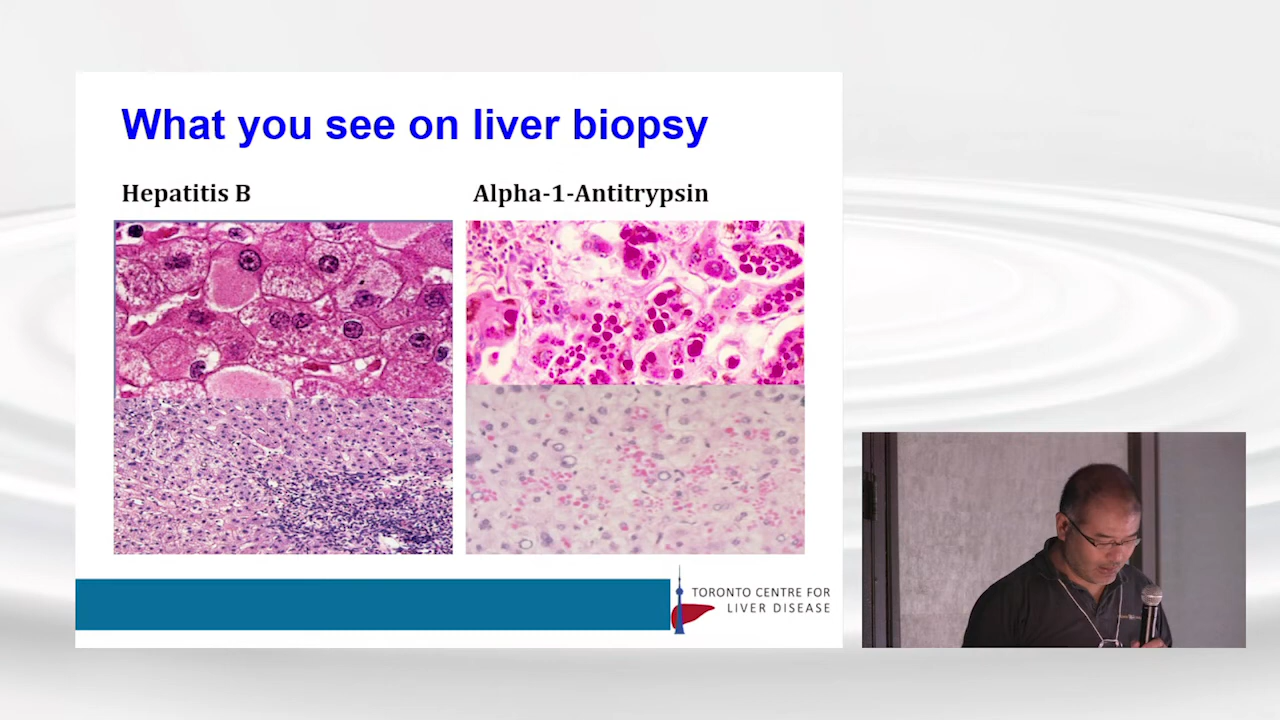 What you see on liver biopsy
Hepatitis B
Alpha-1-Antitrypsin
TORONTO CENTRE FOR
LIVER DISEASE